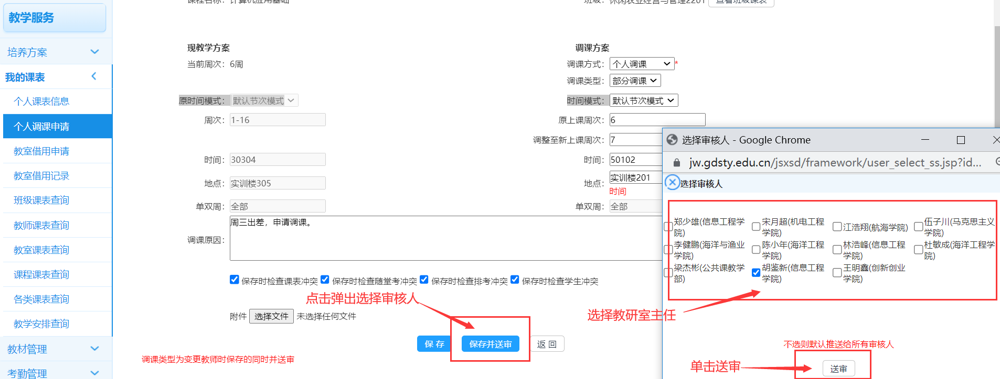 教学服务
培养方案
我的课表
个人课表信息
个人调课申请
教室借用申请
教室借用记录
班级课表查询
教师课表查询
教室课表查询
课程课表查询
各类课表查询
教学安排查询
教材管理
考勤管理
课程名称：计算机应用基础
班级：休闲农业经营与管理2201 查看班级课表
现教学方案
调课方案
当前周次：6周
调课方式：个人调课 *
调课类型：部分调课
原时间模式：默认节次模式
时间模式：默认节次模式
周次：1-16
原上课周次：6
调整至新上课周次：7
时间：30304
时间：50102
地点：实训楼305
地点：实训楼201
时间
单双周：全部
单双周：全部
调课原因：周三出差，申请调课。
保存时检查课表冲突 保存时检查随堂考冲突 保存时检查排考冲突 保存时检查学生冲突
点击弹出选择审核人
附件 选择文件 未选择任何文件
保 存 保存并送审 返 回
调课类型为变更教师时保存的同时并送审
选择审核人 - Google Chrome
jw.gdsty.edu.cn/jsxsd/framework/user_select_ss.jsp?id...
选择审核人
郑少雄(信息工程学院) 宋月超(机电工程学院) 江浩翔(航海学院) 伍子川(马克思主义学院)
李健鹏(海洋与渔业学院) 陈小年(海洋工程学院) 林浩峰(信息工程学院) 杜敏成(海洋工程学院)
梁杰彬(公共课教学部) 胡鉴新(信息工程学院) 王明鑫(创新创业学院)
选择教研室主任
不选则默认推送给所有审核人
单击送审
送审